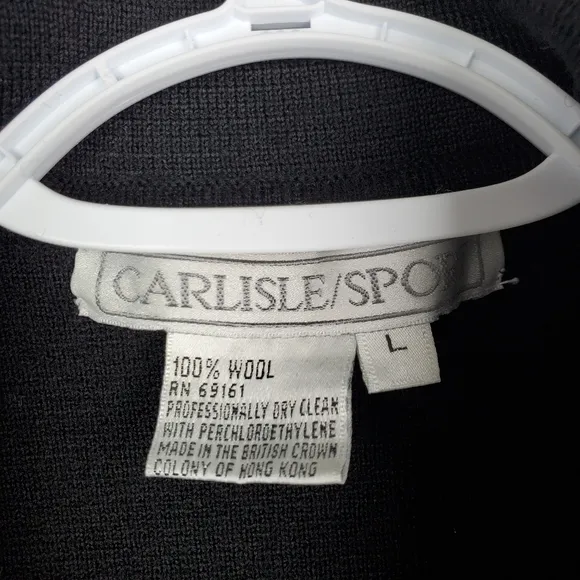 CARLISLE/SPO
L
100% WOOL
RN 69161
PROFESSIONALLY DRY CLEAN
WITH PERCHLOROETHYLENE
MADE IN THE BRITISH CROWN
COLONY OF HONG KONG